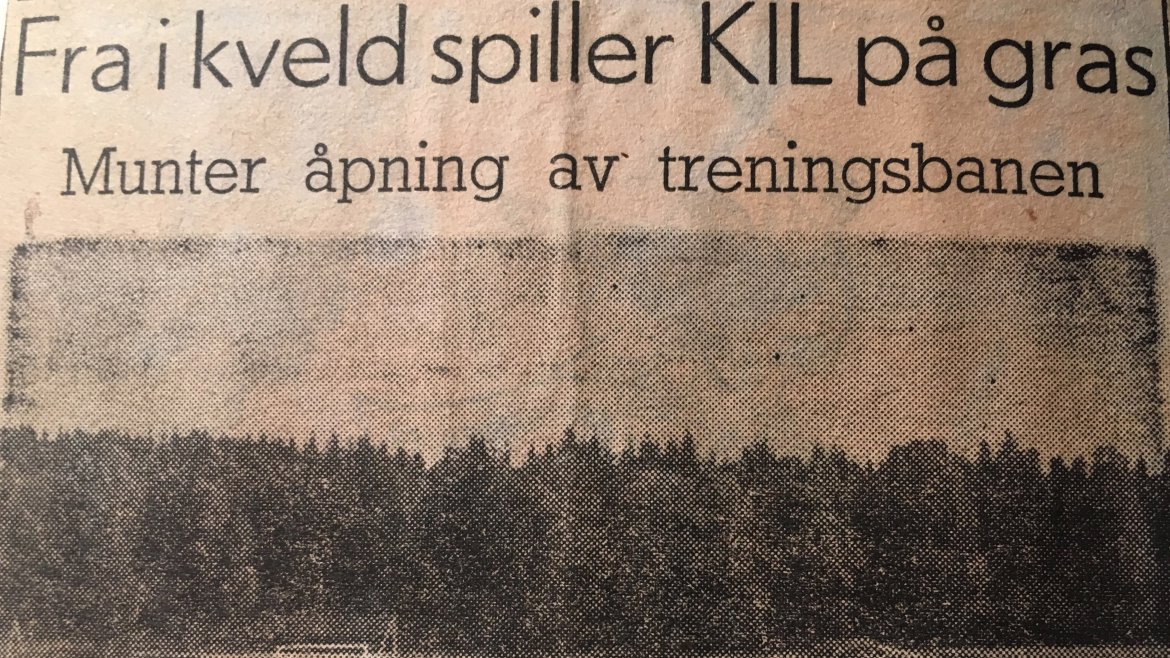 Fra i kveld spiller KIL på gras
Munter åpning av treningsbanen